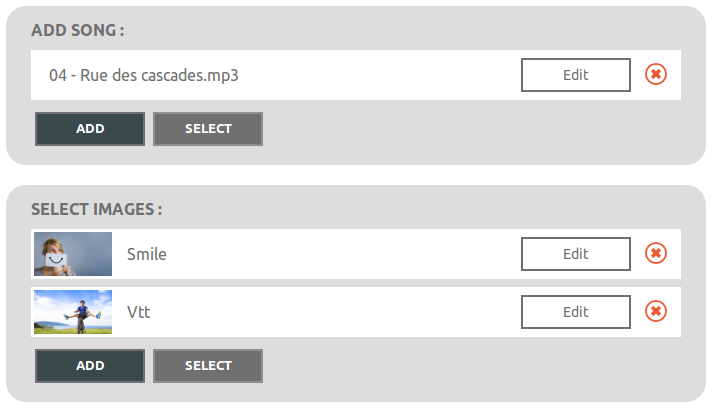 ADD SONG :
04 - Rue des cascades.mp3 Edit
ADD SELECT
SELECT IMAGES :
Smile Edit
Vtt Edit
ADD SELECT